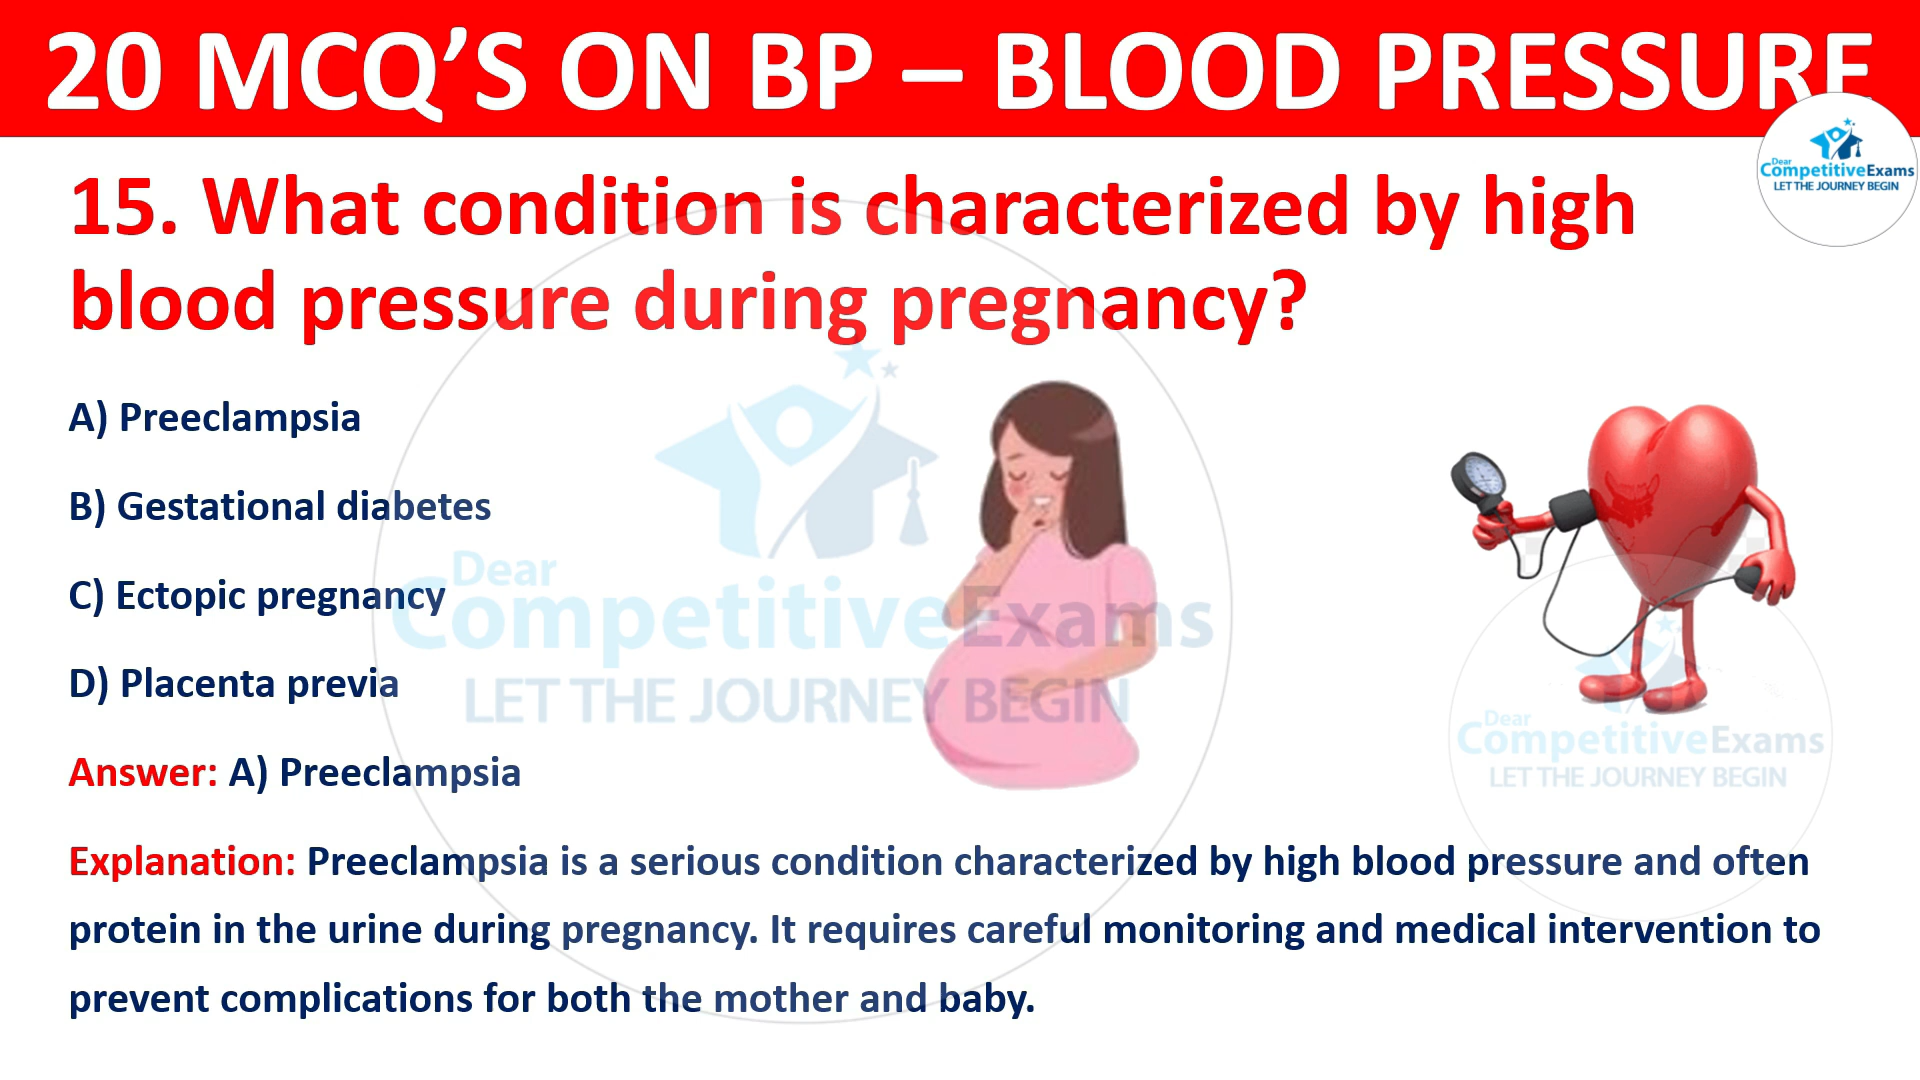 20 MCQ’S ON BP – BLOOD PRESSURE
Dear
CompetitiveExams
LET THE JOURNEY BEGIN
15. What condition is characterized by high
blood pressure during pregnancy?
A) Preeclampsia
B) Gestational diabetes
C) Ectopic pregnancy
D) Placenta previa
Answer: A) Preeclampsia
Explanation: Preeclampsia is a serious condition characterized by high blood pressure and often
protein in the urine during pregnancy. It requires careful monitoring and medical intervention to
prevent complications for both the mother and baby.
Dear
CompetitiveExams
LET THE JOURNEY BEGIN
Dear
CompetitiveExams
LET THE JOURNEY BEGIN